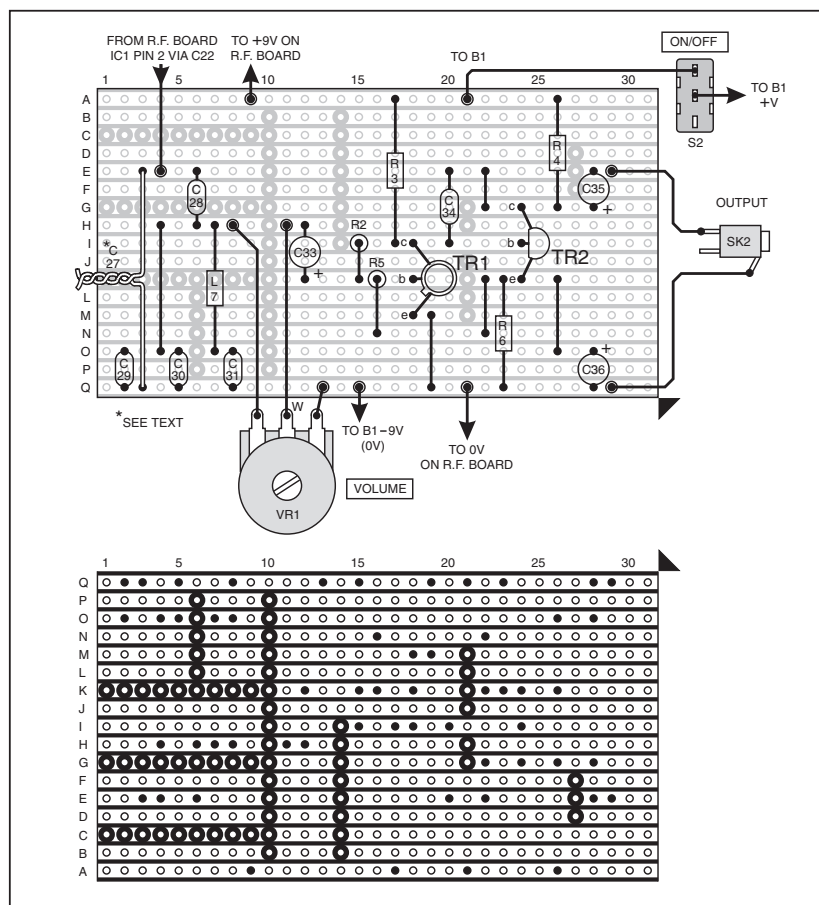 FROM R.F. BOARD
IC1 PIN 2 VIA C22
TO +9V ON
R.F. BOARD
TO B1
ON/OFF
TO B1
+V
S2
1 5 10 15 20 25 30
A
B
C
D
E
F
G
H
I
J
L
M
N
O
P
Q
C
28
*C
27
L
7
C33
+
R2
R5
R
3
C
34
c
b
e
TR1
c
b
e
TR2
R
4
C35
+
R
6
+
C36
OUTPUT
SK2
C
29
C
30
C
31
*SEE TEXT
W
VR1
VOLUME
TO B1–9V
(0V)
TO 0V
ON R.F. BOARD
1 5 10 15 20 25 30
Q
P
O
N
M
L
K
J
I
H
G
F
E
D
C
B
A